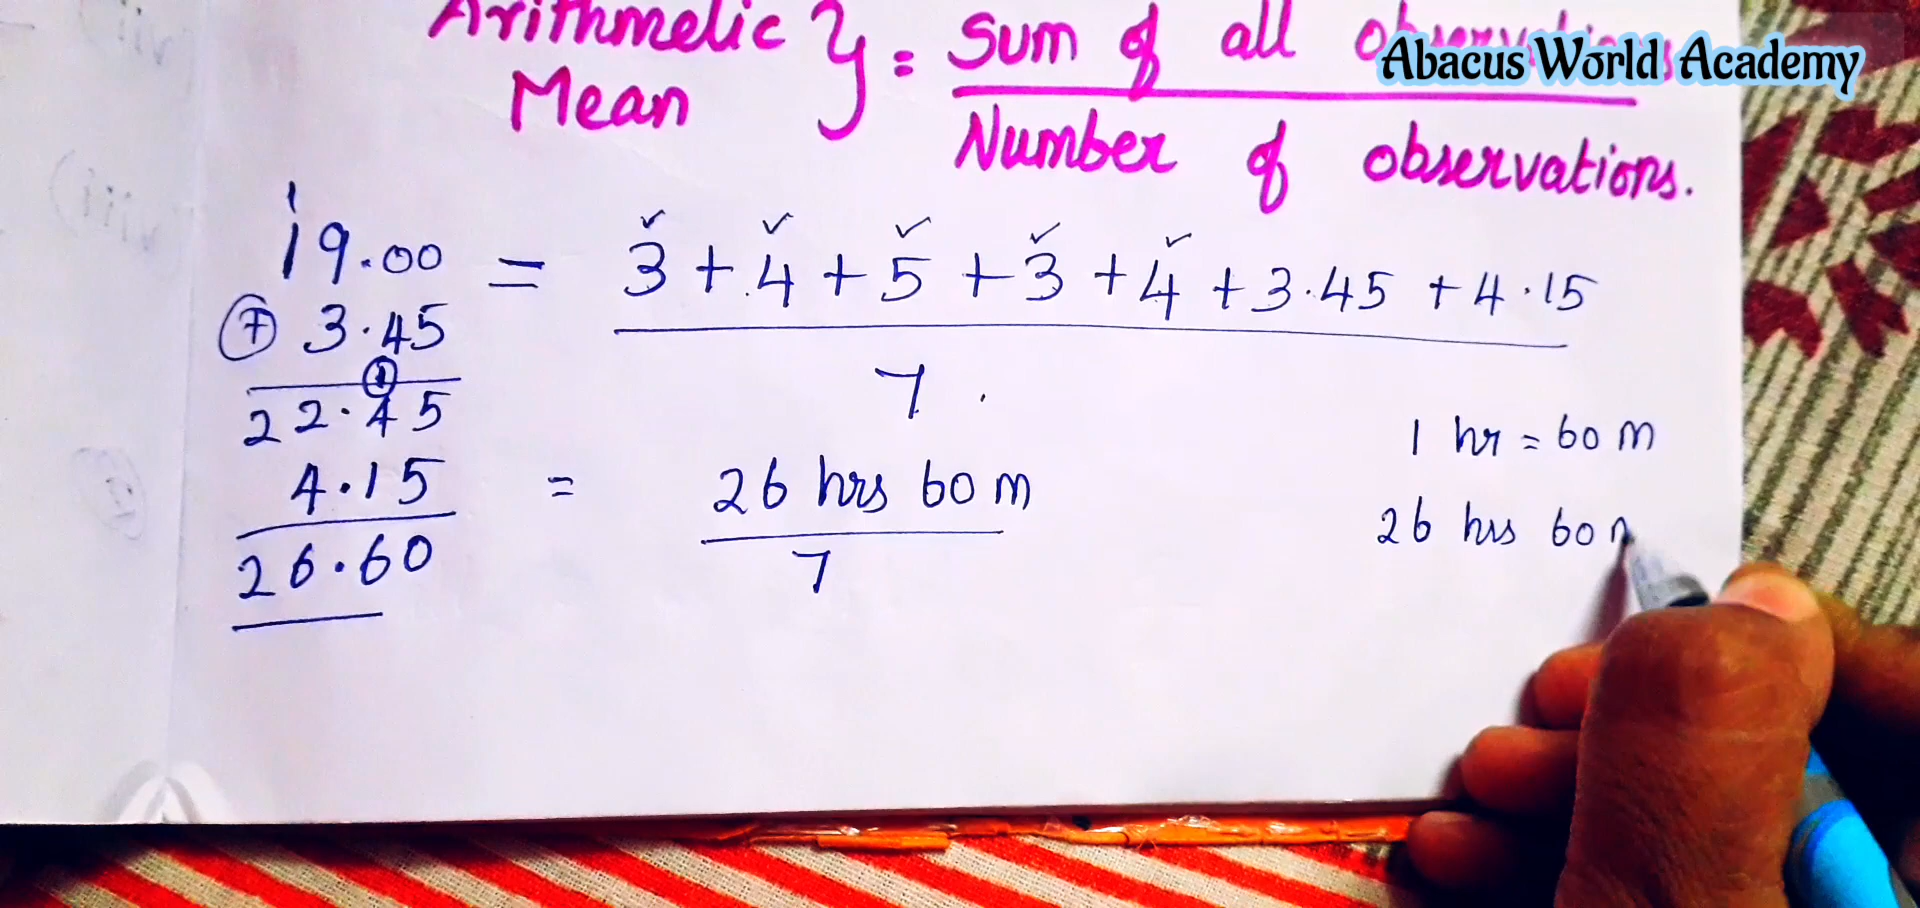 Arithmetic
Mean } = Sum of all observations
Number of observations.
Abacus World Academy
19.00 = 3 + 4 + 5 + 3 + 4 + 3.45 + 4.15
+ 3.45
7.
22.45
4.15
26.60
= 26 hrs 60 m
7
1 hr = 60 m
26 hrs 60 m